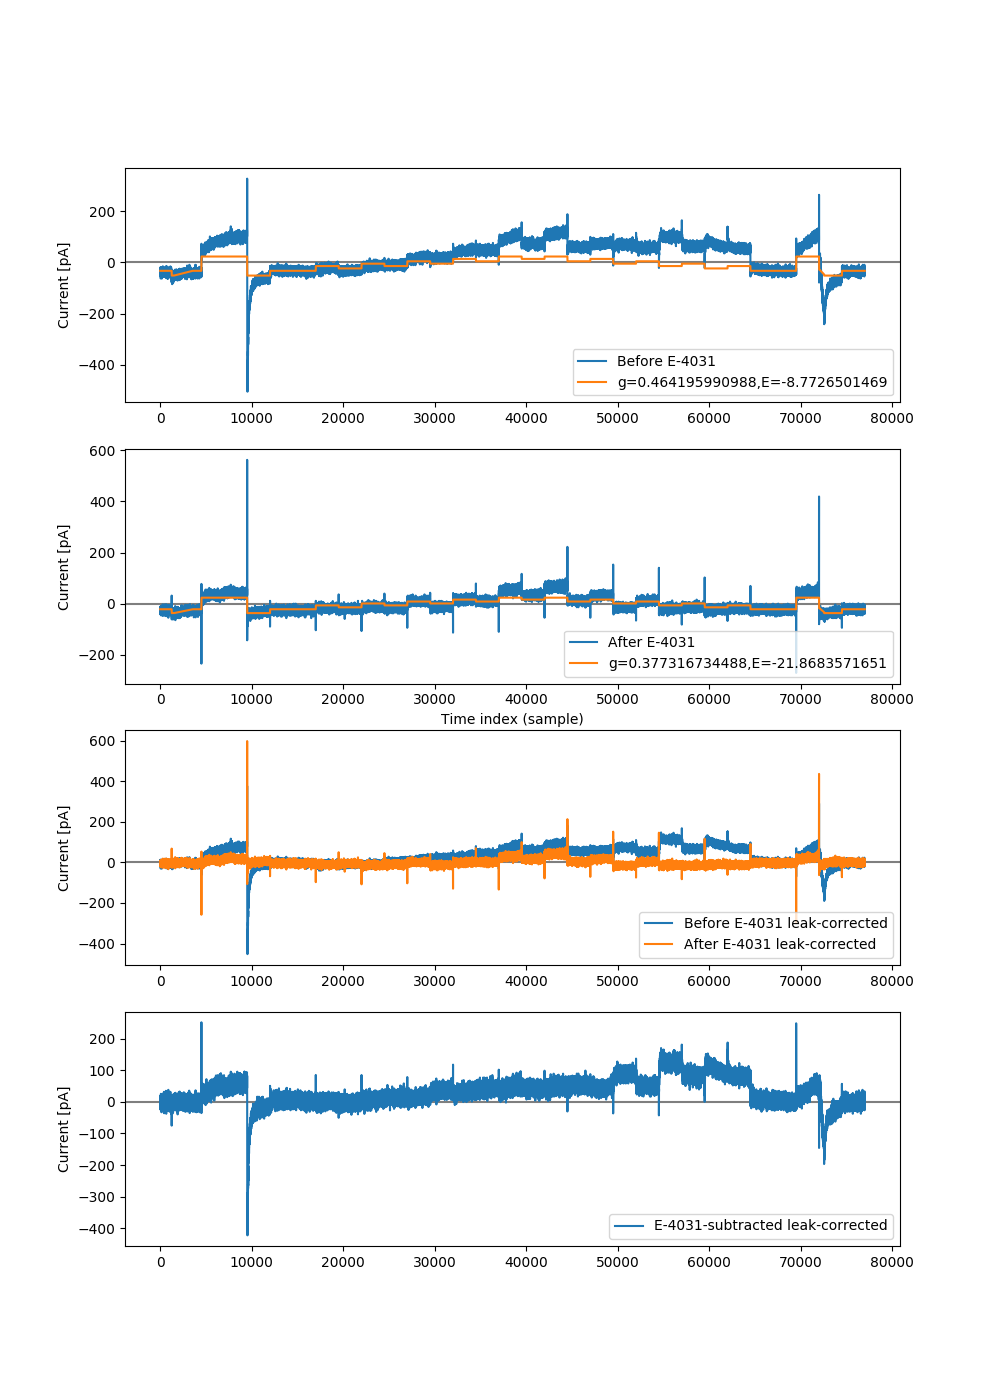 200
0
−200
−400
Current [pA]
Before E-4031
g=0.464195990988,E=-8.7726501469
0 10000 20000 30000 40000 50000 60000 70000 80000
600
400
200
0
−200
Current [pA]
After E-4031
g=0.377316734488,E=-21.8683571651
0 10000 20000 30000 40000 50000 60000 70000 80000
Time index (sample)
600
400
200
0
−200
−400
Current [pA]
Before E-4031 leak-corrected
After E-4031 leak-corrected
0 10000 20000 30000 40000 50000 60000 70000 80000
200
100
0
−100
−200
−300
−400
Current [pA]
E-4031-subtracted leak-corrected
0 10000 20000 30000 40000 50000 60000 70000 80000